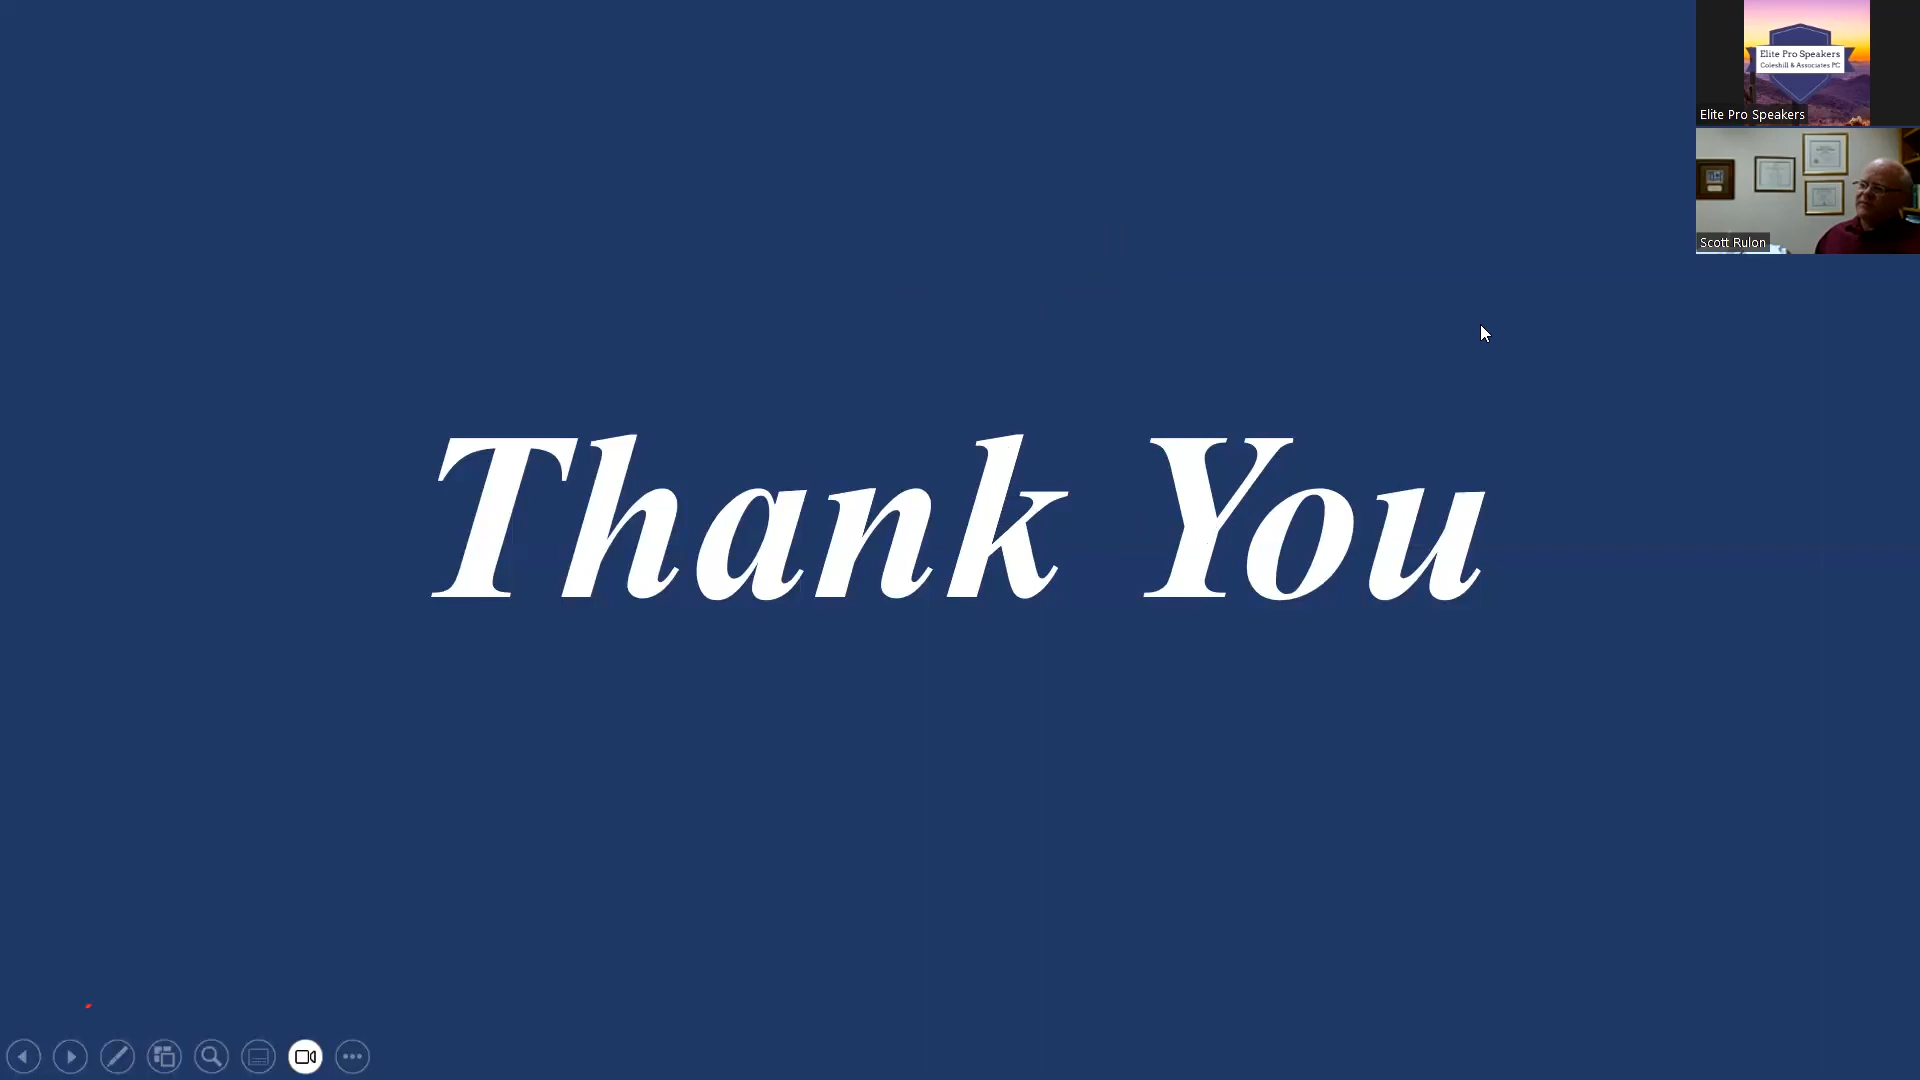 Elite Pro Speakers
Coleshill & Associates PC
Elite Pro Speakers
Scott Rulon
Thank You